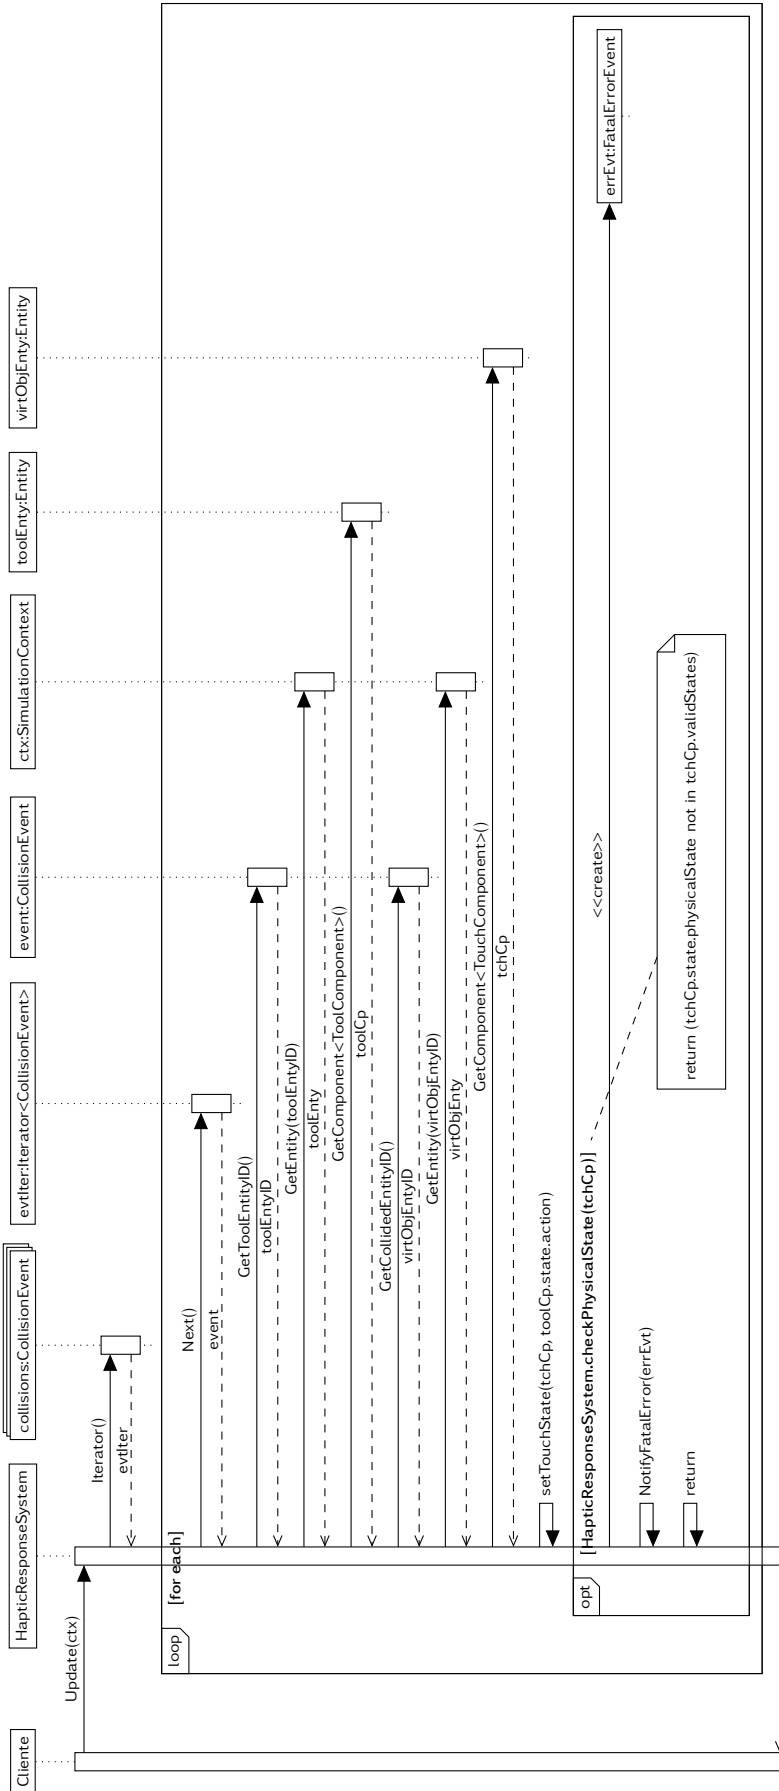 Cliente
HapticResponseSystem
collisions:CollisionEvent
evtIter:Iterator<CollisionEvent>
event:CollisionEvent
ctx:SimulationContext
toolEnty:Entity
virtObjEnty:Entity
Update(ctx)
Iterator()
evtIter
loop
[for each]
Next()
event
GetToolEntityID()
toolEntyID
GetEntity(toolEntyID)
toolEnty
GetComponent<ToolComponent>()
toolCp
GetCollidedEntityID()
virtObjEntyID
GetEntity(virtObjEntyID)
virtObjEnty
GetComponent<TouchComponent>()
tchCp
setTouchState(tchCp, toolCp.state.action)
opt
[HapticResponseSystem.checkPhysicalState(tchCp)]
<<create>>
errEvt:FatalErrorEvent
NotifyFatalError(errEvt)
return (tchCp.state.physicalState not in tchCp.validStates)
return